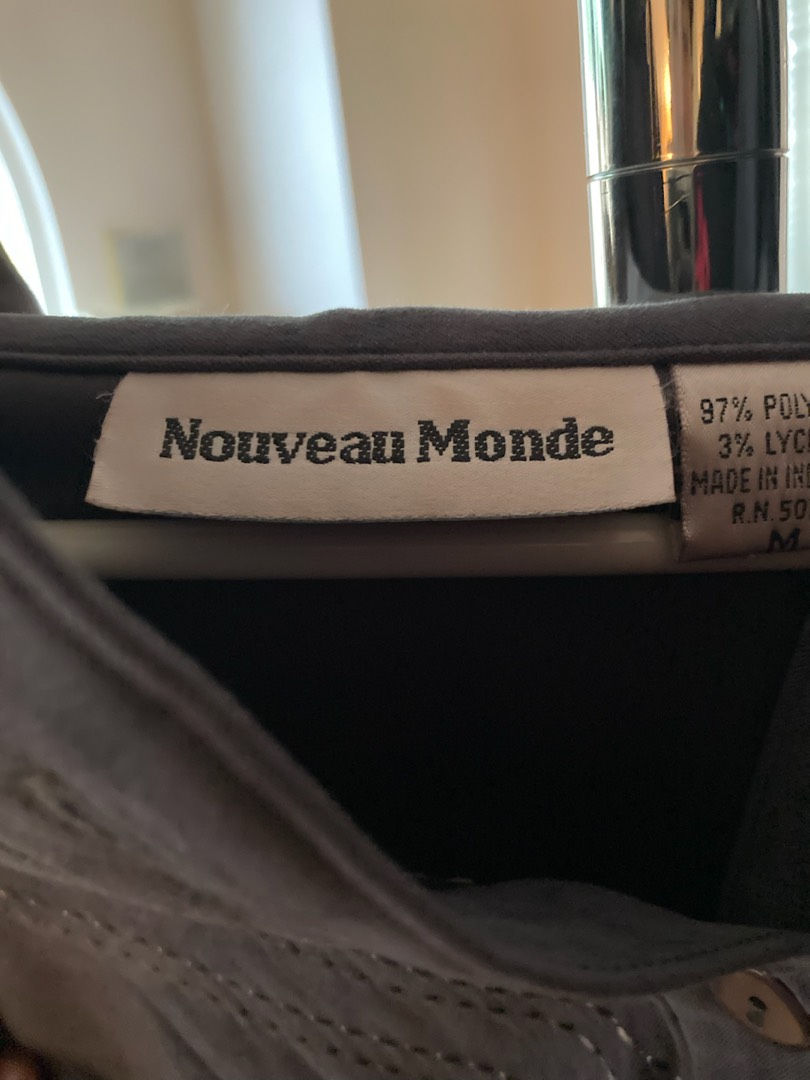 Nouveau Monde
97% POLY
3% LYC
MADE IN IN
R.N. 50
M